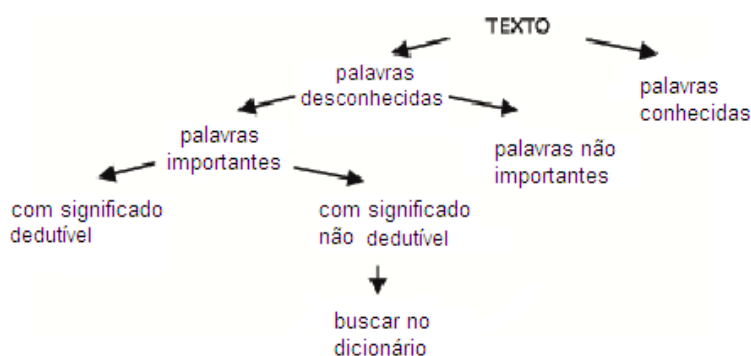 TEXTO
palavras
desconhecidas
palavras
conhecidas
palavras
importantes
palavras não
importantes
com significado
dedutível
com significado
não dedutível
buscar no
dicionário